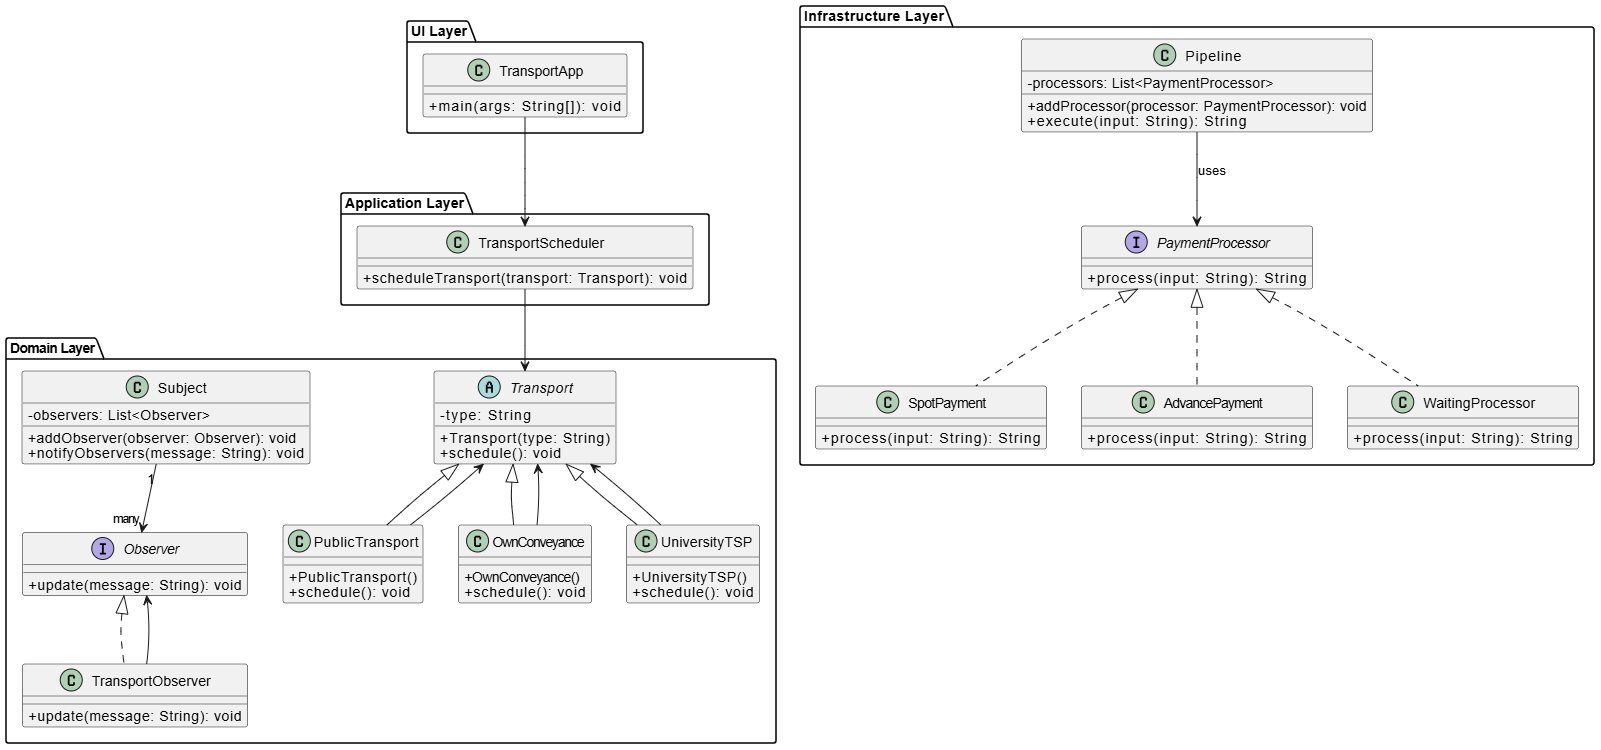 UI Layer
C TransportApp
+main(args: String[]): void
Application Layer
C TransportScheduler
+scheduleTransport(transport: Transport): void
Domain Layer
C Subject
-observers: List<Observer>
+addObserver(observer: Observer): void
+notifyObservers(message: String): void
1
many
I Observer
+update(message: String): void
C TransportObserver
+update(message: String): void
A Transport
-type: String
+Transport(type: String)
+schedule(): void
C PublicTransport
+PublicTransport()
+schedule(): void
C OwnConveyance
+OwnConveyance()
+schedule(): void
C UniversityTSP
+UniversityTSP()
+schedule(): void
Infrastructure Layer
C Pipeline
-processors: List<PaymentProcessor>
+addProcessor(processor: PaymentProcessor): void
+execute(input: String): String
uses
I PaymentProcessor
+process(input: String): String
C SpotPayment
+process(input: String): String
C AdvancePayment
+process(input: String): String
C WaitingProcessor
+process(input: String): String